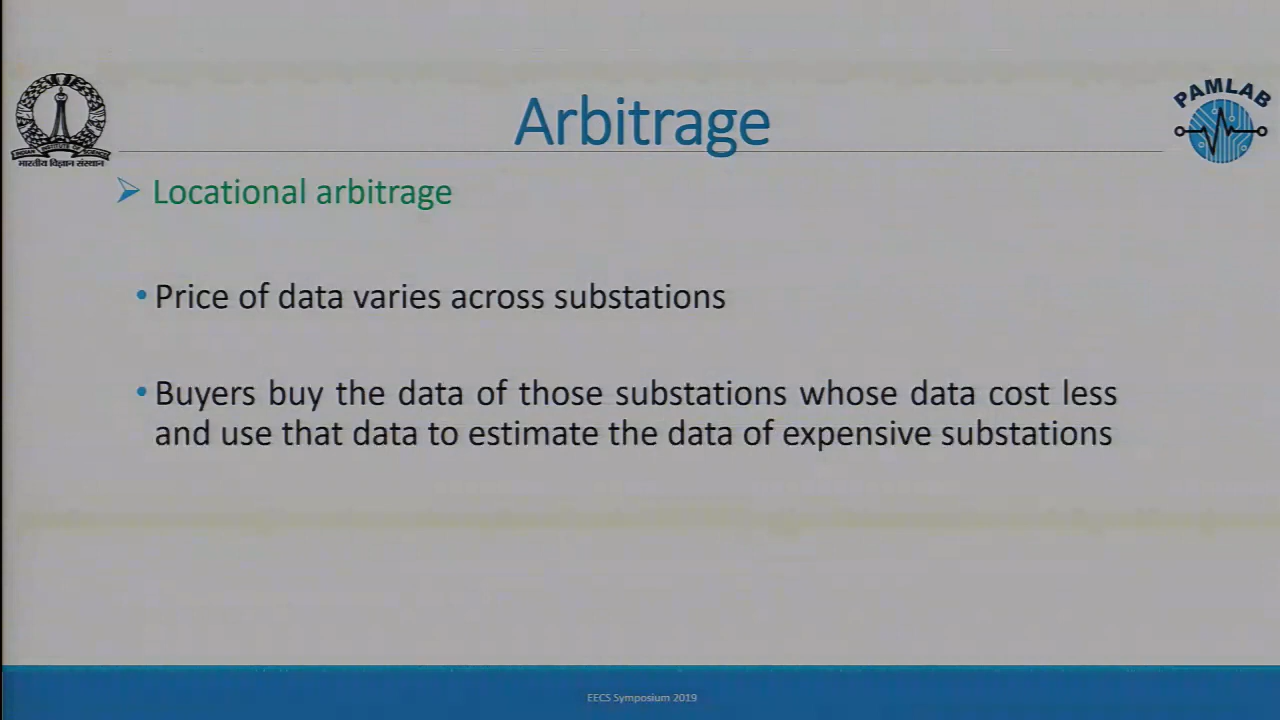 Arbitrage
PAMLAB
भारतीय विज्ञान संस्थान
Locational arbitrage
Price of data varies across substations
Buyers buy the data of those substations whose data cost less
and use that data to estimate the data of expensive substations
EECS Symposium 2019